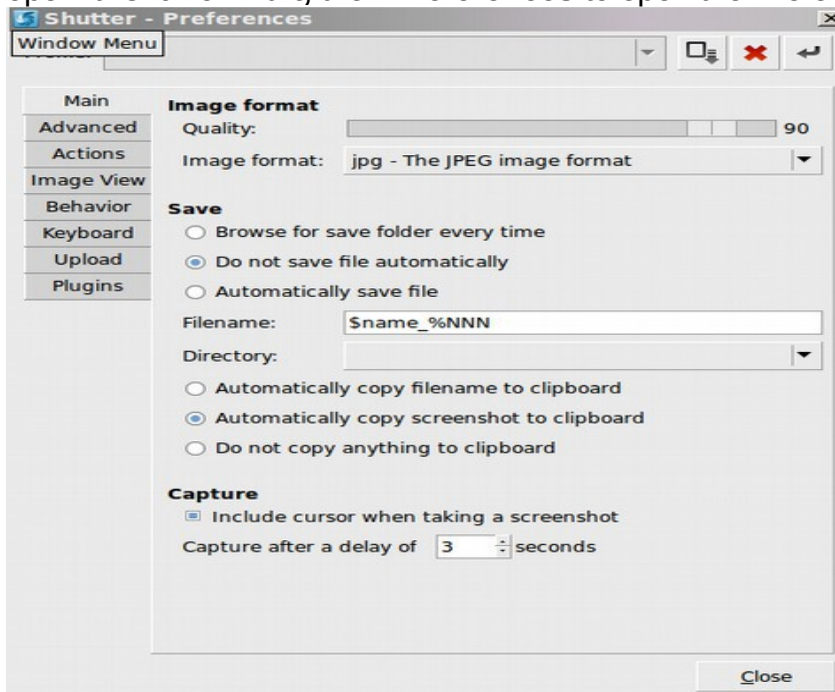 Shutter - Preferences
Window Menu
Main
Advanced
Actions
Image View
Behavior
Keyboard
Upload
Plugins
Image format
Quality: 90
Image format: jpg - The JPEG image format
Save
Browse for save folder every time
Do not save file automatically
Automatically save file
Filename: $name_%NNN
Directory:
Automatically copy filename to clipboard
Automatically copy screenshot to clipboard
Do not copy anything to clipboard
Capture
Include cursor when taking a screenshot
Capture after a delay of 3 seconds
Close